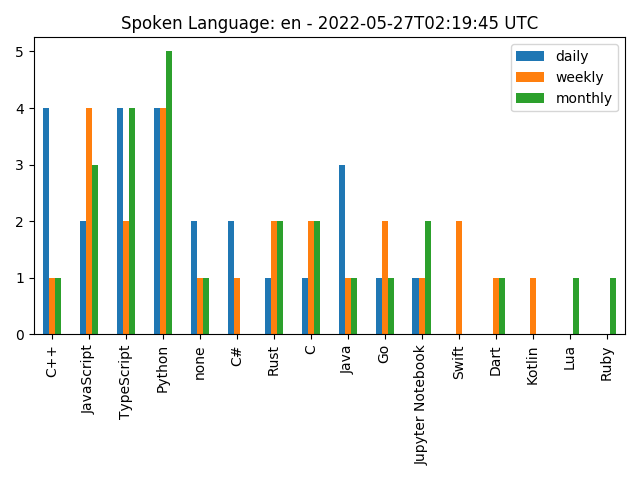 Spoken Language: en - 2022-05-27T02:19:45 UTC
daily
weekly
monthly
5
4
3
2
1
0
C++
JavaScript
TypeScript
Python
none
C#
Rust
C
Java
Go
Jupyter Notebook
Swift
Dart
Kotlin
Lua
Ruby